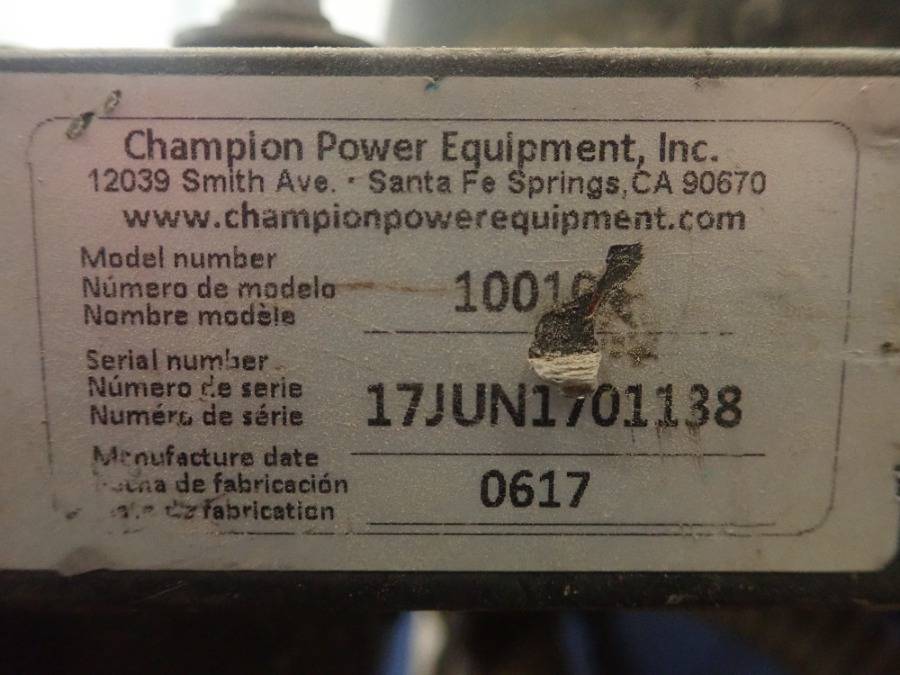 Champion Power Equipment, Inc.
12039 Smith Ave. · Santa Fe Springs, CA 90670
www.championpowerequipment.com
Model number
Número de modelo
Nombre modèle
Serial number
Número de serie
Numéro de série
17JUN1701138
Manufacture date
de fabricación
fabrication
0617